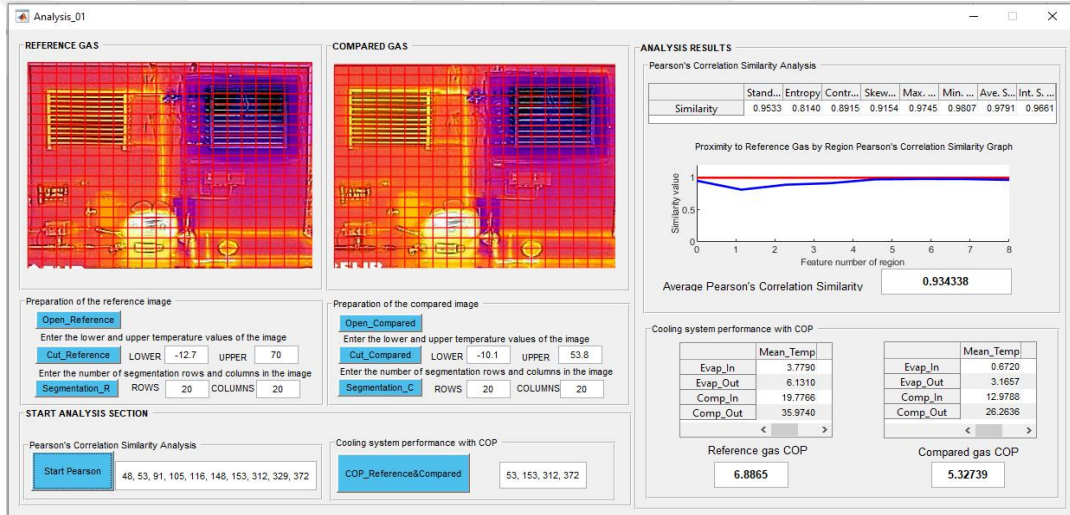 Analysis_01
REFERENCE GAS
COMPARED GAS
Preparation of the reference image
Open_Reference
Enter the lower and upper temperature values of the image
Cut_Reference LOWER -12.7 UPPER 70
Enter the number of segmentation rows and columns in the image
Segmentation_R ROWS 20 COLUMNS 20
Preparation of the compared image
Open_Compared
Enter the lower and upper temperature values of the image
Cut_Compared LOWER -10.1 UPPER 53.8
Enter the number of segmentation rows and columns in the image
Segmentation_C ROWS 20 COLUMNS 20
START ANALYSIS SECTION
Pearson's Correlation Similarity Analysis
Start Pearson 48, 53, 91, 105, 116, 148, 153, 312, 329, 372
Cooling system performance with COP
COP_Reference&Compared 53, 153, 312, 372
ANALYSIS RESULTS
Pearson's Correlation Similarity Analysis
Stand... Entropy Contr... Skew... Max. ... Min. ... Ave. S... Int. S. ...
Similarity 0.9533 0.8140 0.8915 0.9154 0.9745 0.9807 0.9791 0.9661
Proximity to Reference Gas by Region Pearson's Correlation Similarity Graph
Similarity value
1
0.5
0
0 1 2 3 4 5 6 7 8
Feature number of region
Average Pearson's Correlation Similarity 0.934338
Cooling system performance with COP
Mean_Temp
Evap_In 3.7790
Evap_Out 6.1310
Comp_In 19.7766
Comp_Out 35.9740
Reference gas COP
6.8865
Mean_Temp
Evap_In 0.6720
Evap_Out 3.1657
Comp_In 12.9788
Comp_Out 26.2636
Compared gas COP
5.32739